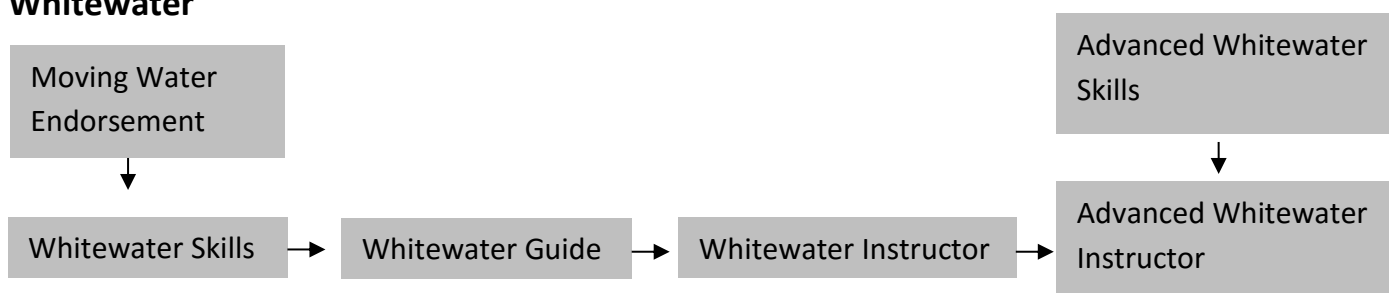 Whitewater
Moving Water
Endorsement
Advanced Whitewater
Skills
Whitewater Skills
Whitewater Guide
Whitewater Instructor
Advanced Whitewater
Instructor